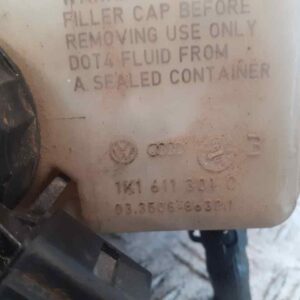 FILLER CAP BEFORE
REMOVING USE ONLY
DOT4 FLUID FROM
A SEALED CONTAINER
B
1K1 611 301 C